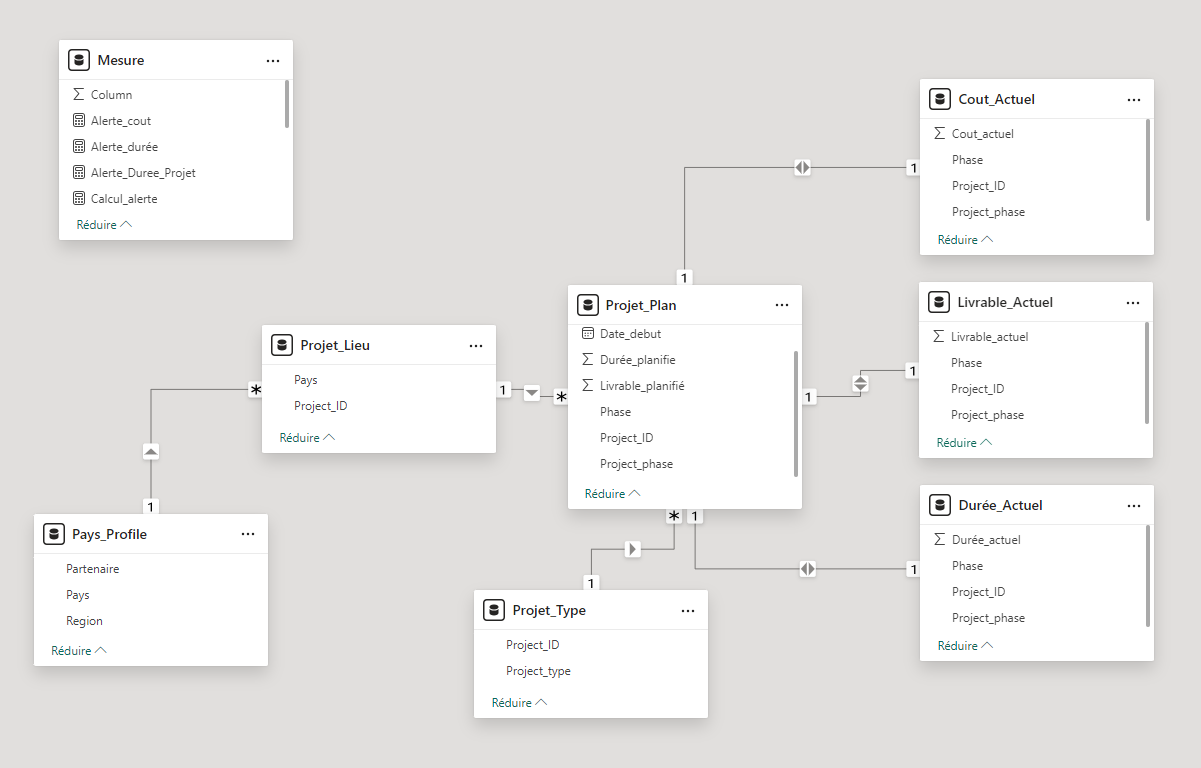 Mesure
Column
Alerte_cout
Alerte_durée
Alerte_Duree_Projet
Calcul_alerte
Réduire
Projet_Lieu
Pays
Project_ID
Réduire
Pays_Profile
Partenaire
Pays
Region
Réduire
Projet_Plan
Date_debut
Durée_planifie
Livrable_planifié
Phase
Project_ID
Project_phase
Réduire
Projet_Type
Project_ID
Project_type
Réduire
Cout_Actuel
Cout_actuel
Phase
Project_ID
Project_phase
Réduire
Livrable_Actuel
Livrable_actuel
Phase
Project_ID
Project_phase
Réduire
Durée_Actuel
Durée_actuel
Phase
Project_ID
Project_phase
Réduire
1
*
1
*
1
1
1
1
*
1
1
1